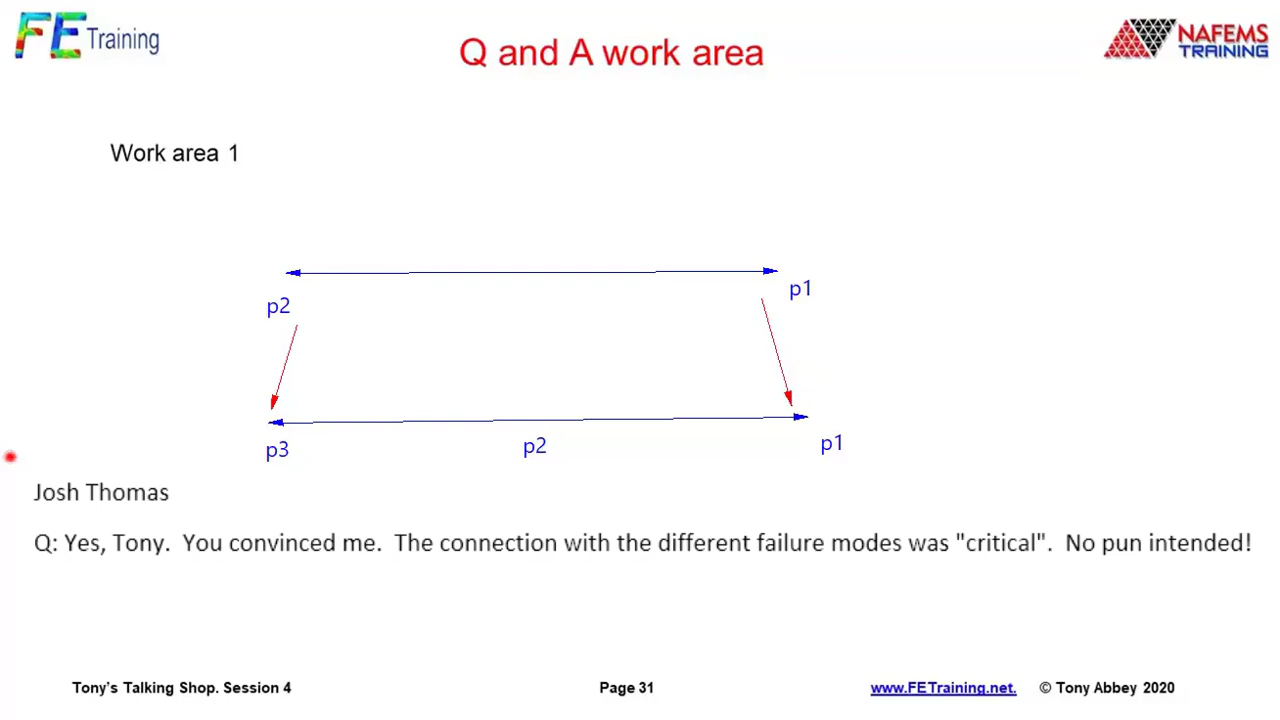 FE Training
Q and A work area
NAFEMS
TRAINING
Work area 1
p2
p1
p3
p2
p1
Josh Thomas
Q: Yes, Tony. You convinced me. The connection with the different failure modes was "critical". No pun intended!
Tony's Talking Shop. Session 4
Page 31
www.FETraining.net.
© Tony Abbey 2020